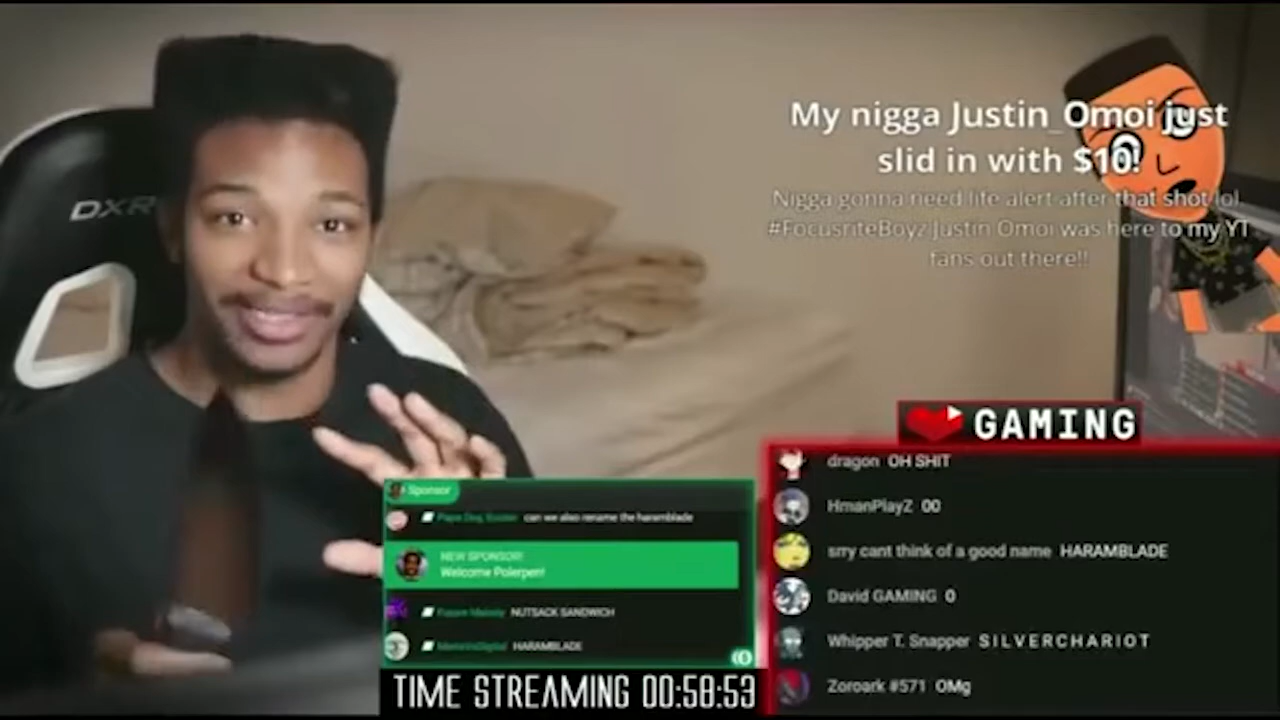 DXR
My nigga Justin_Omoi just
slid in with $10!
Nigga gonna need life alert after that shot lol
#FocusriteBoyz Justin Omoi was here to my YT
fans out there!!
GAMING
dragon OH SHIT
HmanPlayZ 00
srry cant think of a good name HARAMBLADE
David GAMING 0
Whipper T. Snapper S I L V E R C H A R I O T
Zoroark #571 OMg
Sponsor
can we also rename the haramblade
NEW SPONSOR!
Welcome Polerpen!
NUTSACK SANDWICH
HARAMBLADE
TIME STREAMING 00:58:53